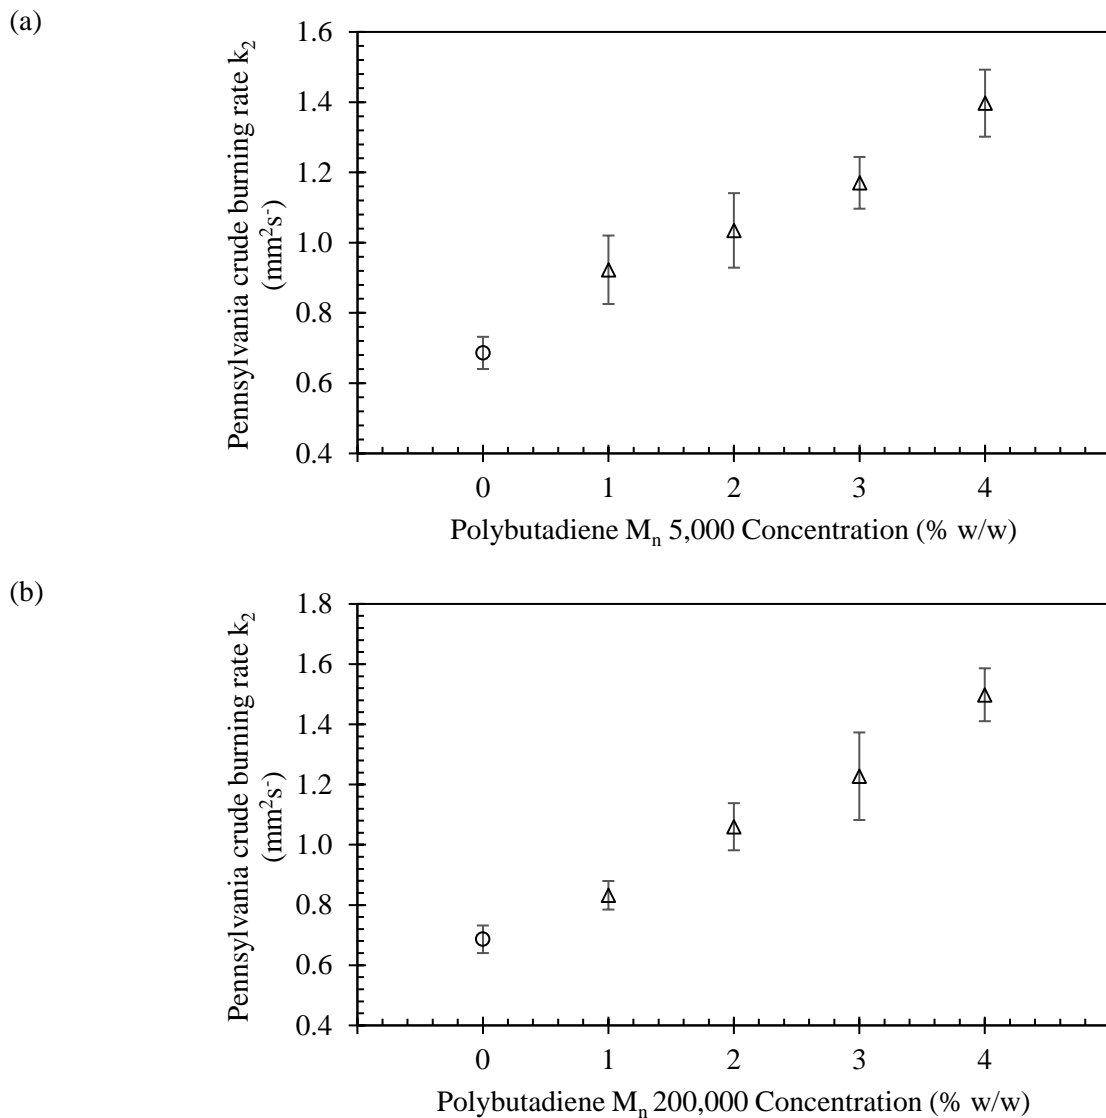 (a)
Pennsylvania crude burning rate k₂
(mm²s⁻)
1.6
1.4
1.2
1.0
0.8
0.6
0.4
0 1 2 3 4
Polybutadiene Mₙ 5,000 Concentration (% w/w)
(b)
Pennsylvania crude burning rate k₂
(mm²s⁻)
1.8
1.6
1.4
1.2
1.0
0.8
0.6
0.4
0 1 2 3 4
Polybutadiene Mₙ 200,000 Concentration (% w/w)